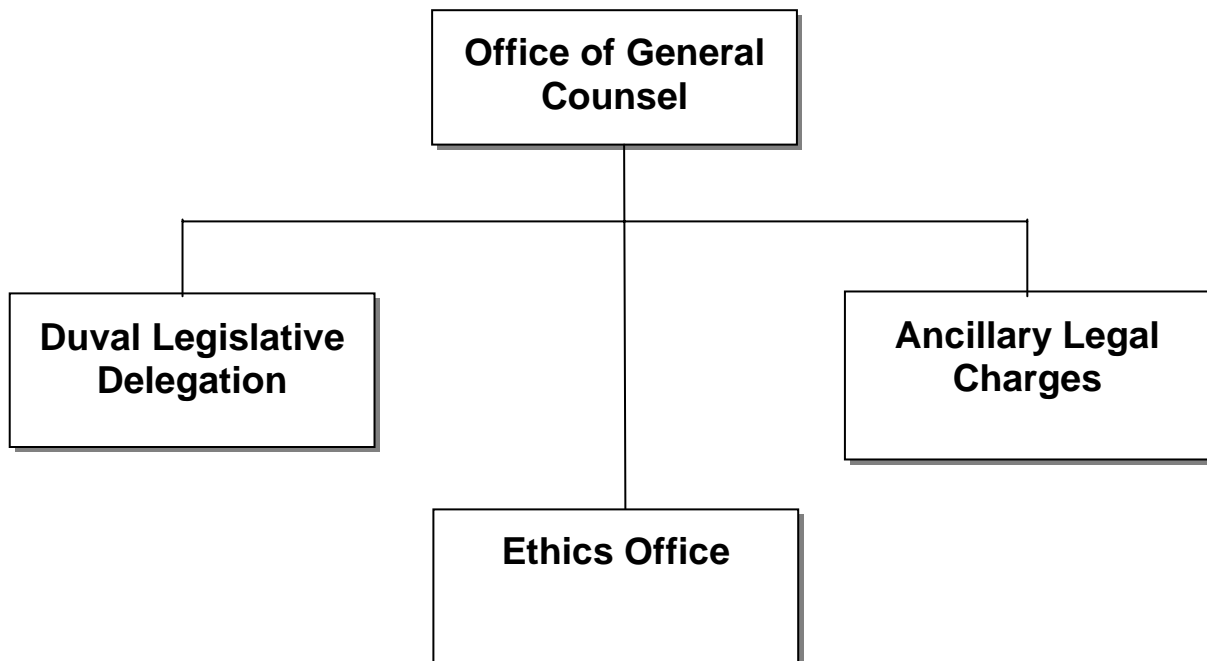 Office of General
Counsel
Duval Legislative
Delegation
Ancillary Legal
Charges
Ethics Office